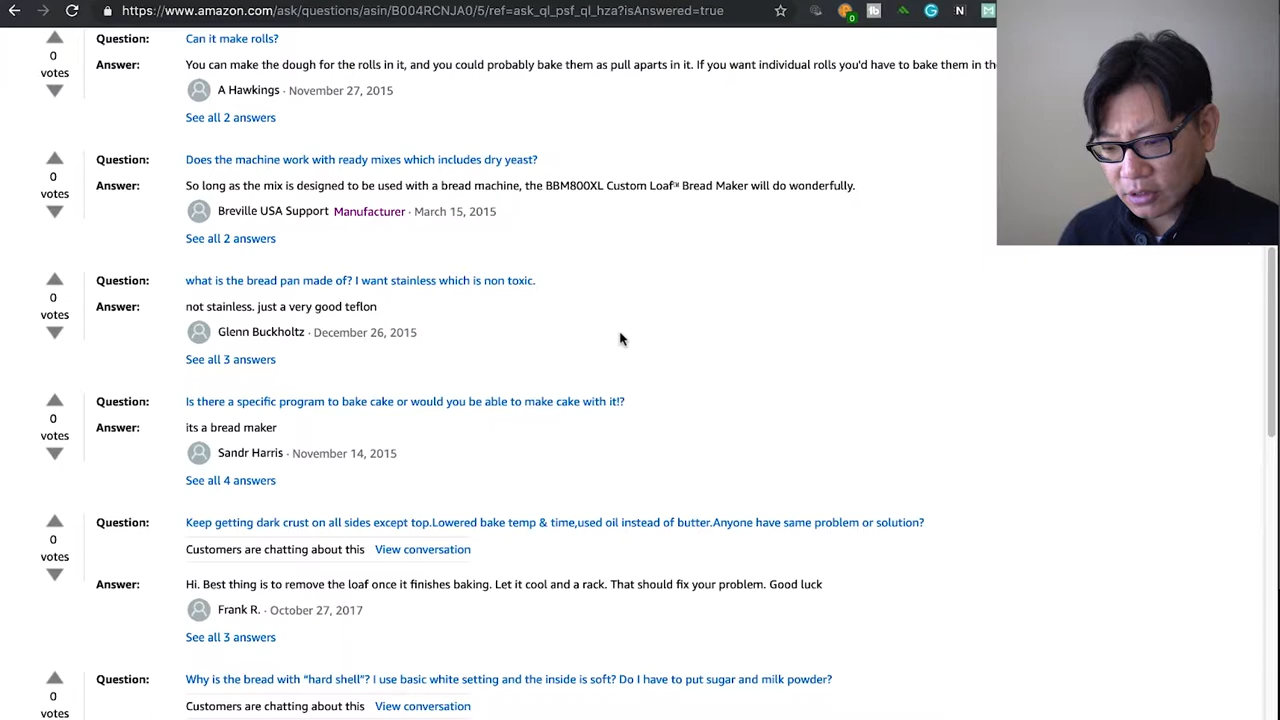 https://www.amazon.com/ask/questions/asin/B004RCNJA0/5/ref=ask_ql_psf_ql_hza?isAnswered=true
0
votes
Question: Can it make rolls?
Answer: You can make the dough for the rolls in it, and you could probably bake them as pull aparts in it. If you want individual rolls you'd have to bake them in th
A Hawkings · November 27, 2015
See all 2 answers
0
votes
Question: Does the machine work with ready mixes which includes dry yeast?
Answer: So long as the mix is designed to be used with a bread machine, the BBM800XL Custom Loaf™ Bread Maker will do wonderfully.
Breville USA Support Manufacturer · March 15, 2015
See all 2 answers
0
votes
Question: what is the bread pan made of? I want stainless which is non toxic.
Answer: not stainless. just a very good teflon
Glenn Buckholtz · December 26, 2015
See all 3 answers
0
votes
Question: Is there a specific program to bake cake or would you be able to make cake with it!?
Answer: its a bread maker
Sandr Harris · November 14, 2015
See all 4 answers
0
votes
Question: Keep getting dark crust on all sides except top.Lowered bake temp & time,used oil instead of butter.Anyone have same problem or solution?
Customers are chatting about this View conversation
Answer: Hi. Best thing is to remove the loaf once it finishes baking. Let it cool and a rack. That should fix your problem. Good luck
Frank R. · October 27, 2017
See all 3 answers
0
votes
Question: Why is the bread with “hard shell”? I use basic white setting and the inside is soft? Do I have to put sugar and milk powder?
Customers are chatting about this View conversation